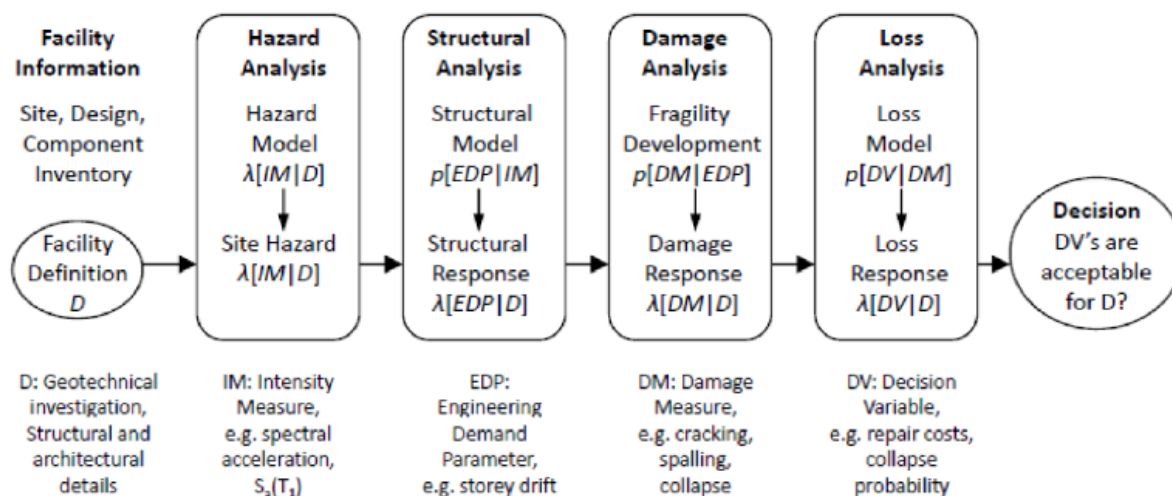 Facility
Information
Site, Design,
Component
Inventory
Facility
Definition
D
Hazard
Analysis
Hazard
Model
λ[IM|D]
Site Hazard
λ[IM|D]
Structural
Analysis
Structural
Model
p[EDP|IM]
Structural
Response
λ[EDP|D]
Damage
Analysis
Fragility
Development
p[DM|EDP]
Damage
Response
λ[DM|D]
Loss
Analysis
Loss
Model
p[DV|DM]
Loss
Response
λ[DV|D]
Decision
DV's are
acceptable
for D?
D: Geotechnical
investigation,
Structural and
architectural
details
IM: Intensity
Measure,
e.g. spectral
acceleration,
Sa(T1)
EDP:
Engineering
Demand
Parameter,
e.g. storey drift
DM: Damage
Measure,
e.g. cracking,
spalling,
collapse
DV: Decision
Variable,
e.g. repair costs,
collapse
probability